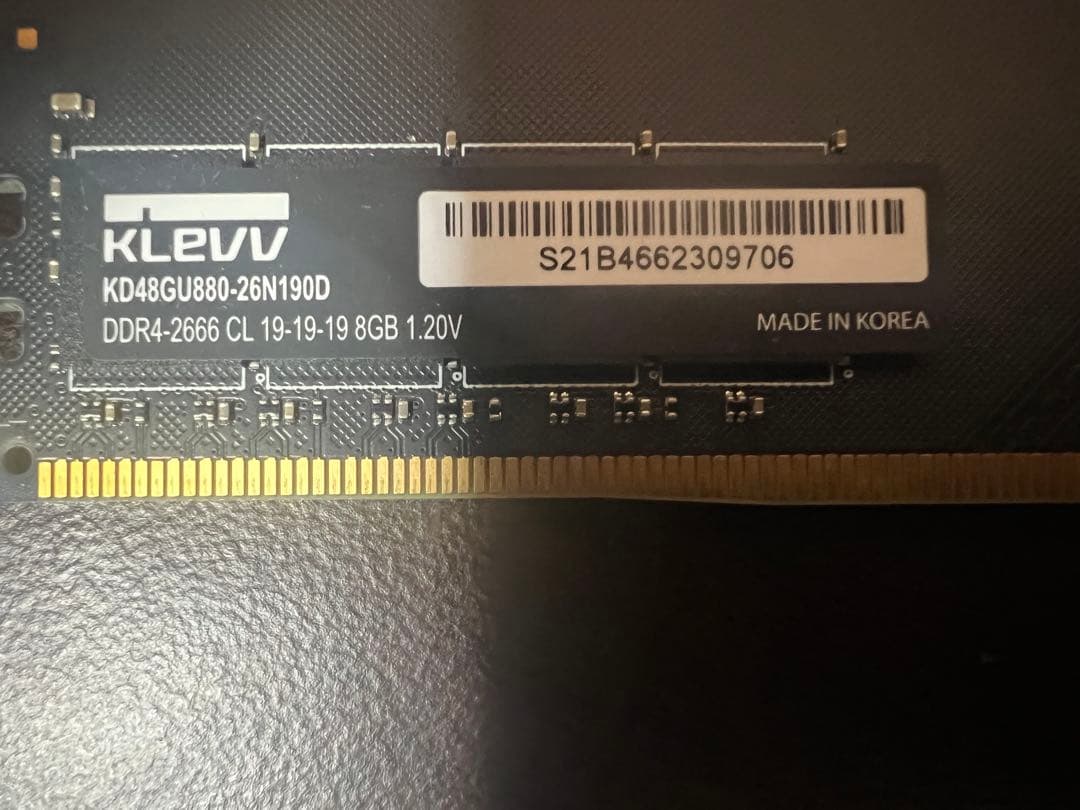 KLEVV
KD48GU880-26N190D
DDR4-2666 CL 19-19-19 8GB 1.20V
S21B4662309706
MADE IN KOREA